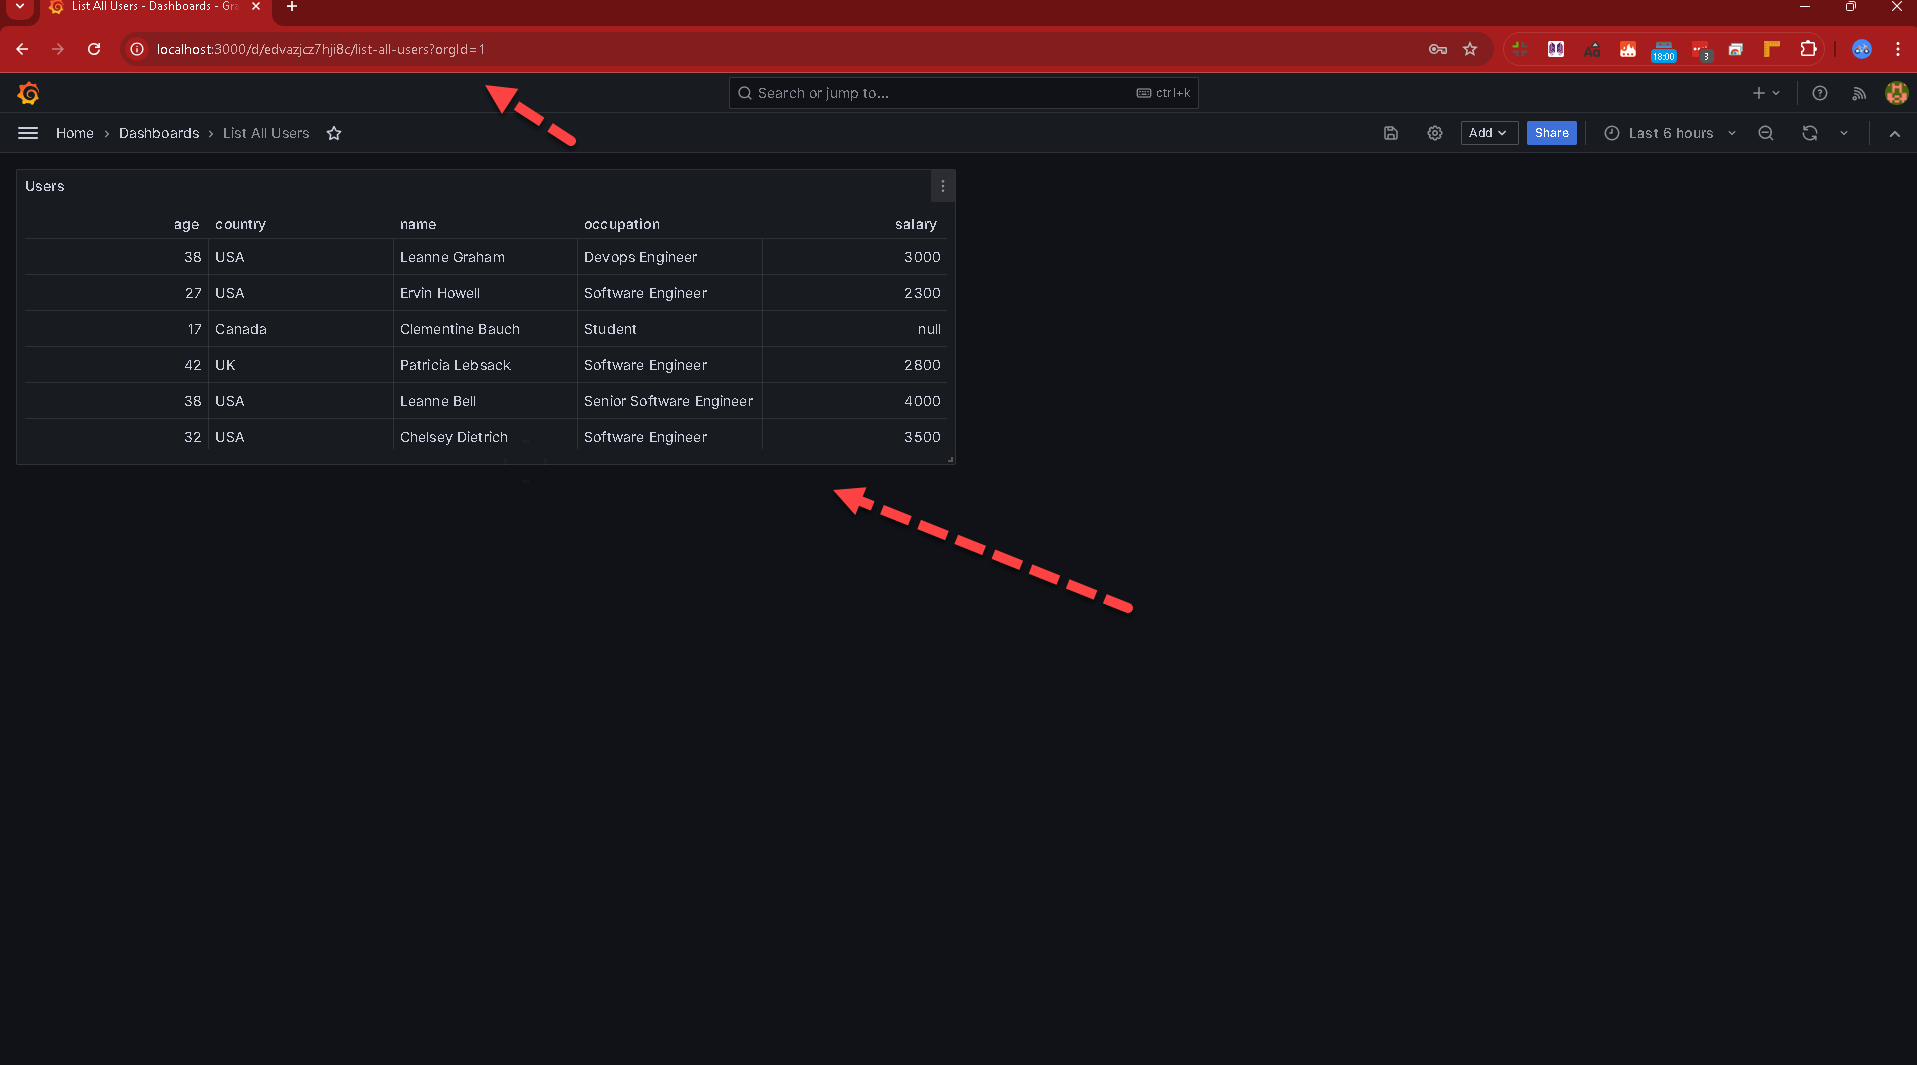 List All Users - Dashboards - Gra
localhost:3000/d/edvazjcz7hji8c/list-all-users?orgId=1
18:00
3
Search or jump to...
ctrl+k
Home
Dashboards
List All Users
Add
Share
Last 6 hours
Users
age country name occupation salary
38 USA Leanne Graham Devops Engineer 3000
27 USA Ervin Howell Software Engineer 2300
17 Canada Clementine Bauch Student null
42 UK Patricia Lebsack Software Engineer 2800
38 USA Leanne Bell Senior Software Engineer 4000
32 USA Chelsey Dietrich Software Engineer 3500